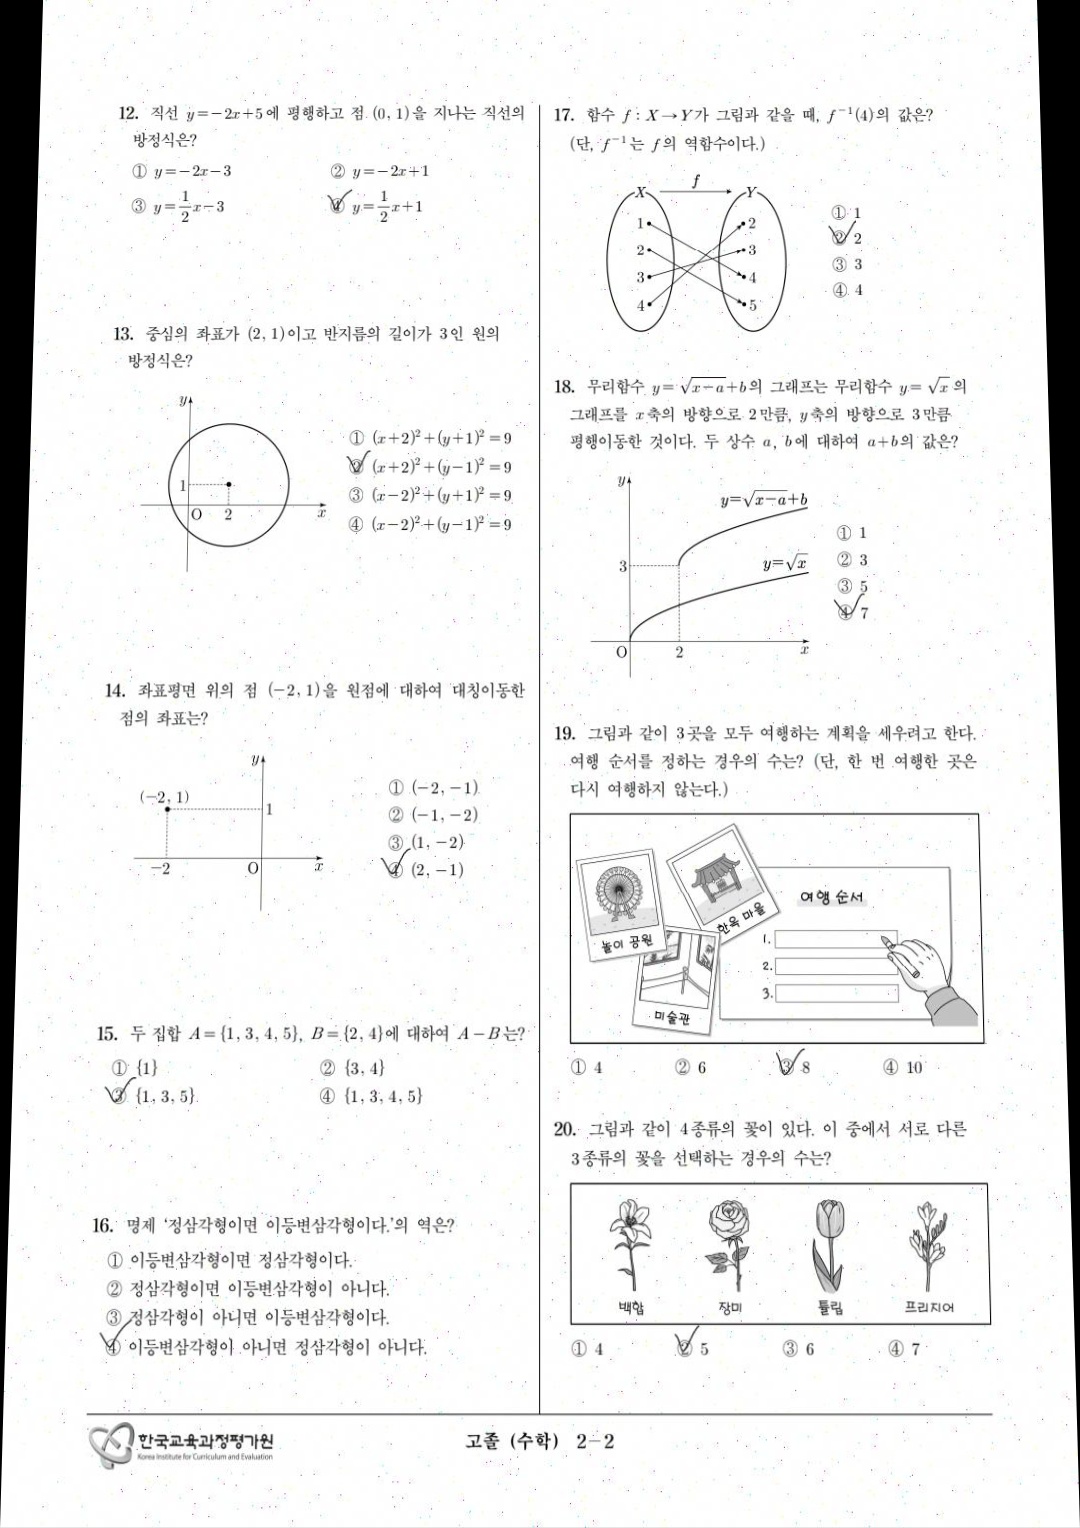 12. 직선 y=-2x+5에 평행하고 점 (0, 1)을 지나는 직선의
방정식은?
① y=-2x-3 ② y=-2x+1
③ y=1/2x-3 ④ y=1/2x+1
13. 중심의 좌표가 (2, 1)이고 반지름의 길이가 3인 원의
방정식은?
y
1
O 2 x
① (x+2)²+(y+1)²=9
② (x+2)²+(y-1)²=9
③ (x-2)²+(y+1)²=9
④ (x-2)²+(y-1)²=9
14. 좌표평면 위의 점 (-2, 1)을 원점에 대하여 대칭이동한
점의 좌표는?
y
(-2, 1)
1
-2 O x
① (-2, -1)
② (-1, -2)
③ (1, -2)
④ (2, -1)
15. 두 집합 A={1, 3, 4, 5}, B={2, 4}에 대하여 A-B는?
① {1} ② {3, 4}
③ {1, 3, 5} ④ {1, 3, 4, 5}
16. 명제 ‘정삼각형이면 이등변삼각형이다.’의 역은?
① 이등변삼각형이면 정삼각형이다.
② 정삼각형이면 이등변삼각형이 아니다.
③ 정삼각형이 아니면 이등변삼각형이다.
④ 이등변삼각형이 아니면 정삼각형이 아니다.
17. 함수 f : X→Y가 그림과 같을 때, f⁻¹(4)의 값은?
(단, f⁻¹는 f의 역함수이다.)
f
X Y
1 2
2 3
3 4
4 5
① 1
② 2
③ 3
④ 4
18. 무리함수 y=√(x-a)+b의 그래프는 무리함수 y=√x의
그래프를 x축의 방향으로 2만큼, y축의 방향으로 3만큼
평행이동한 것이다. 두 상수 a, b에 대하여 a+b의 값은?
y
y=√(x-a)+b
3
y=√x
O 2 x
① 1
② 3
③ 5
④ 7
19. 그림과 같이 3곳을 모두 여행하는 계획을 세우려고 한다.
여행 순서를 정하는 경우의 수는? (단, 한 번 여행한 곳은
다시 여행하지 않는다.)
놀이 공원
한옥 마을
미술관
여행 순서
1.
2.
3.
① 4 ② 6 ③ 8 ④ 10
20. 그림과 같이 4종류의 꽃이 있다. 이 중에서 서로 다른
3종류의 꽃을 선택하는 경우의 수는?
백합 장미 튤립 프리지어
① 4 ② 5 ③ 6 ④ 7
한국교육과정평가원
Korea Institute for Curriculum and Evaluation
고졸 (수학) 2-2